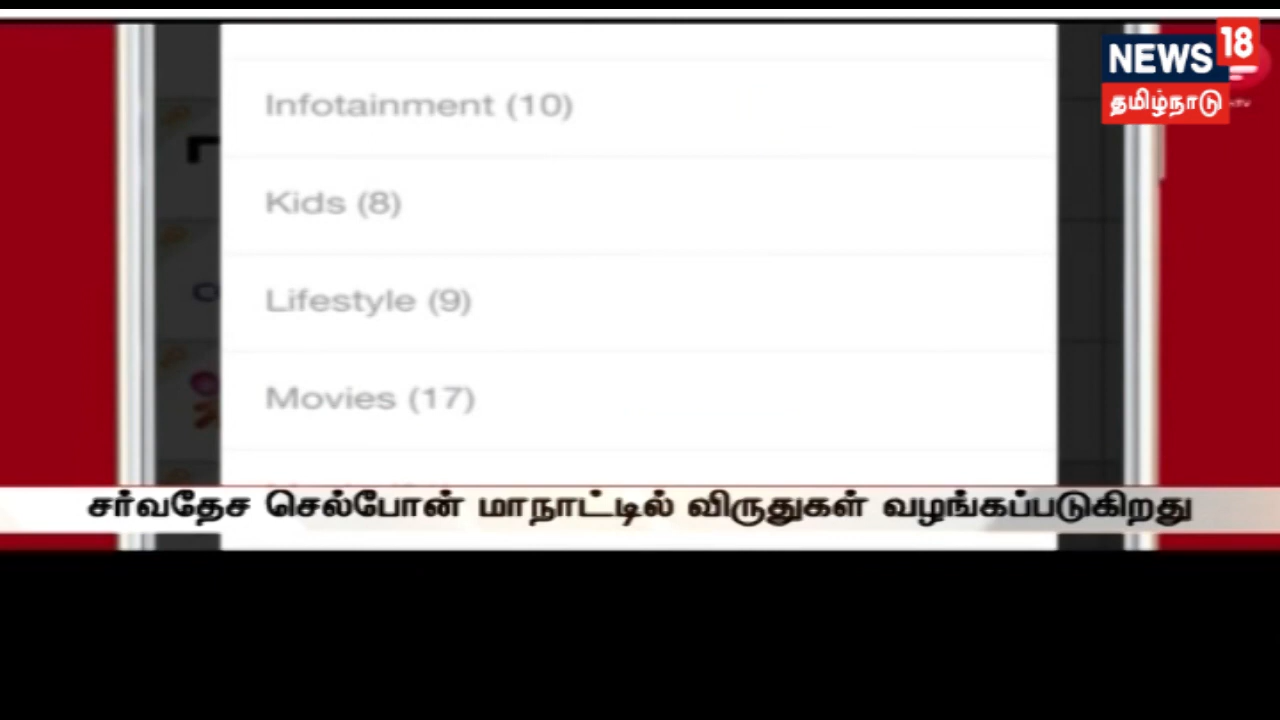 NEWS 18
தமிழ்நாடு
Infotainment (10)
Kids (8)
Lifestyle (9)
Movies (17)
சர்வதேச செல்போன் மாநாட்டில் விருதுகள் வழங்கப்படுகிறது